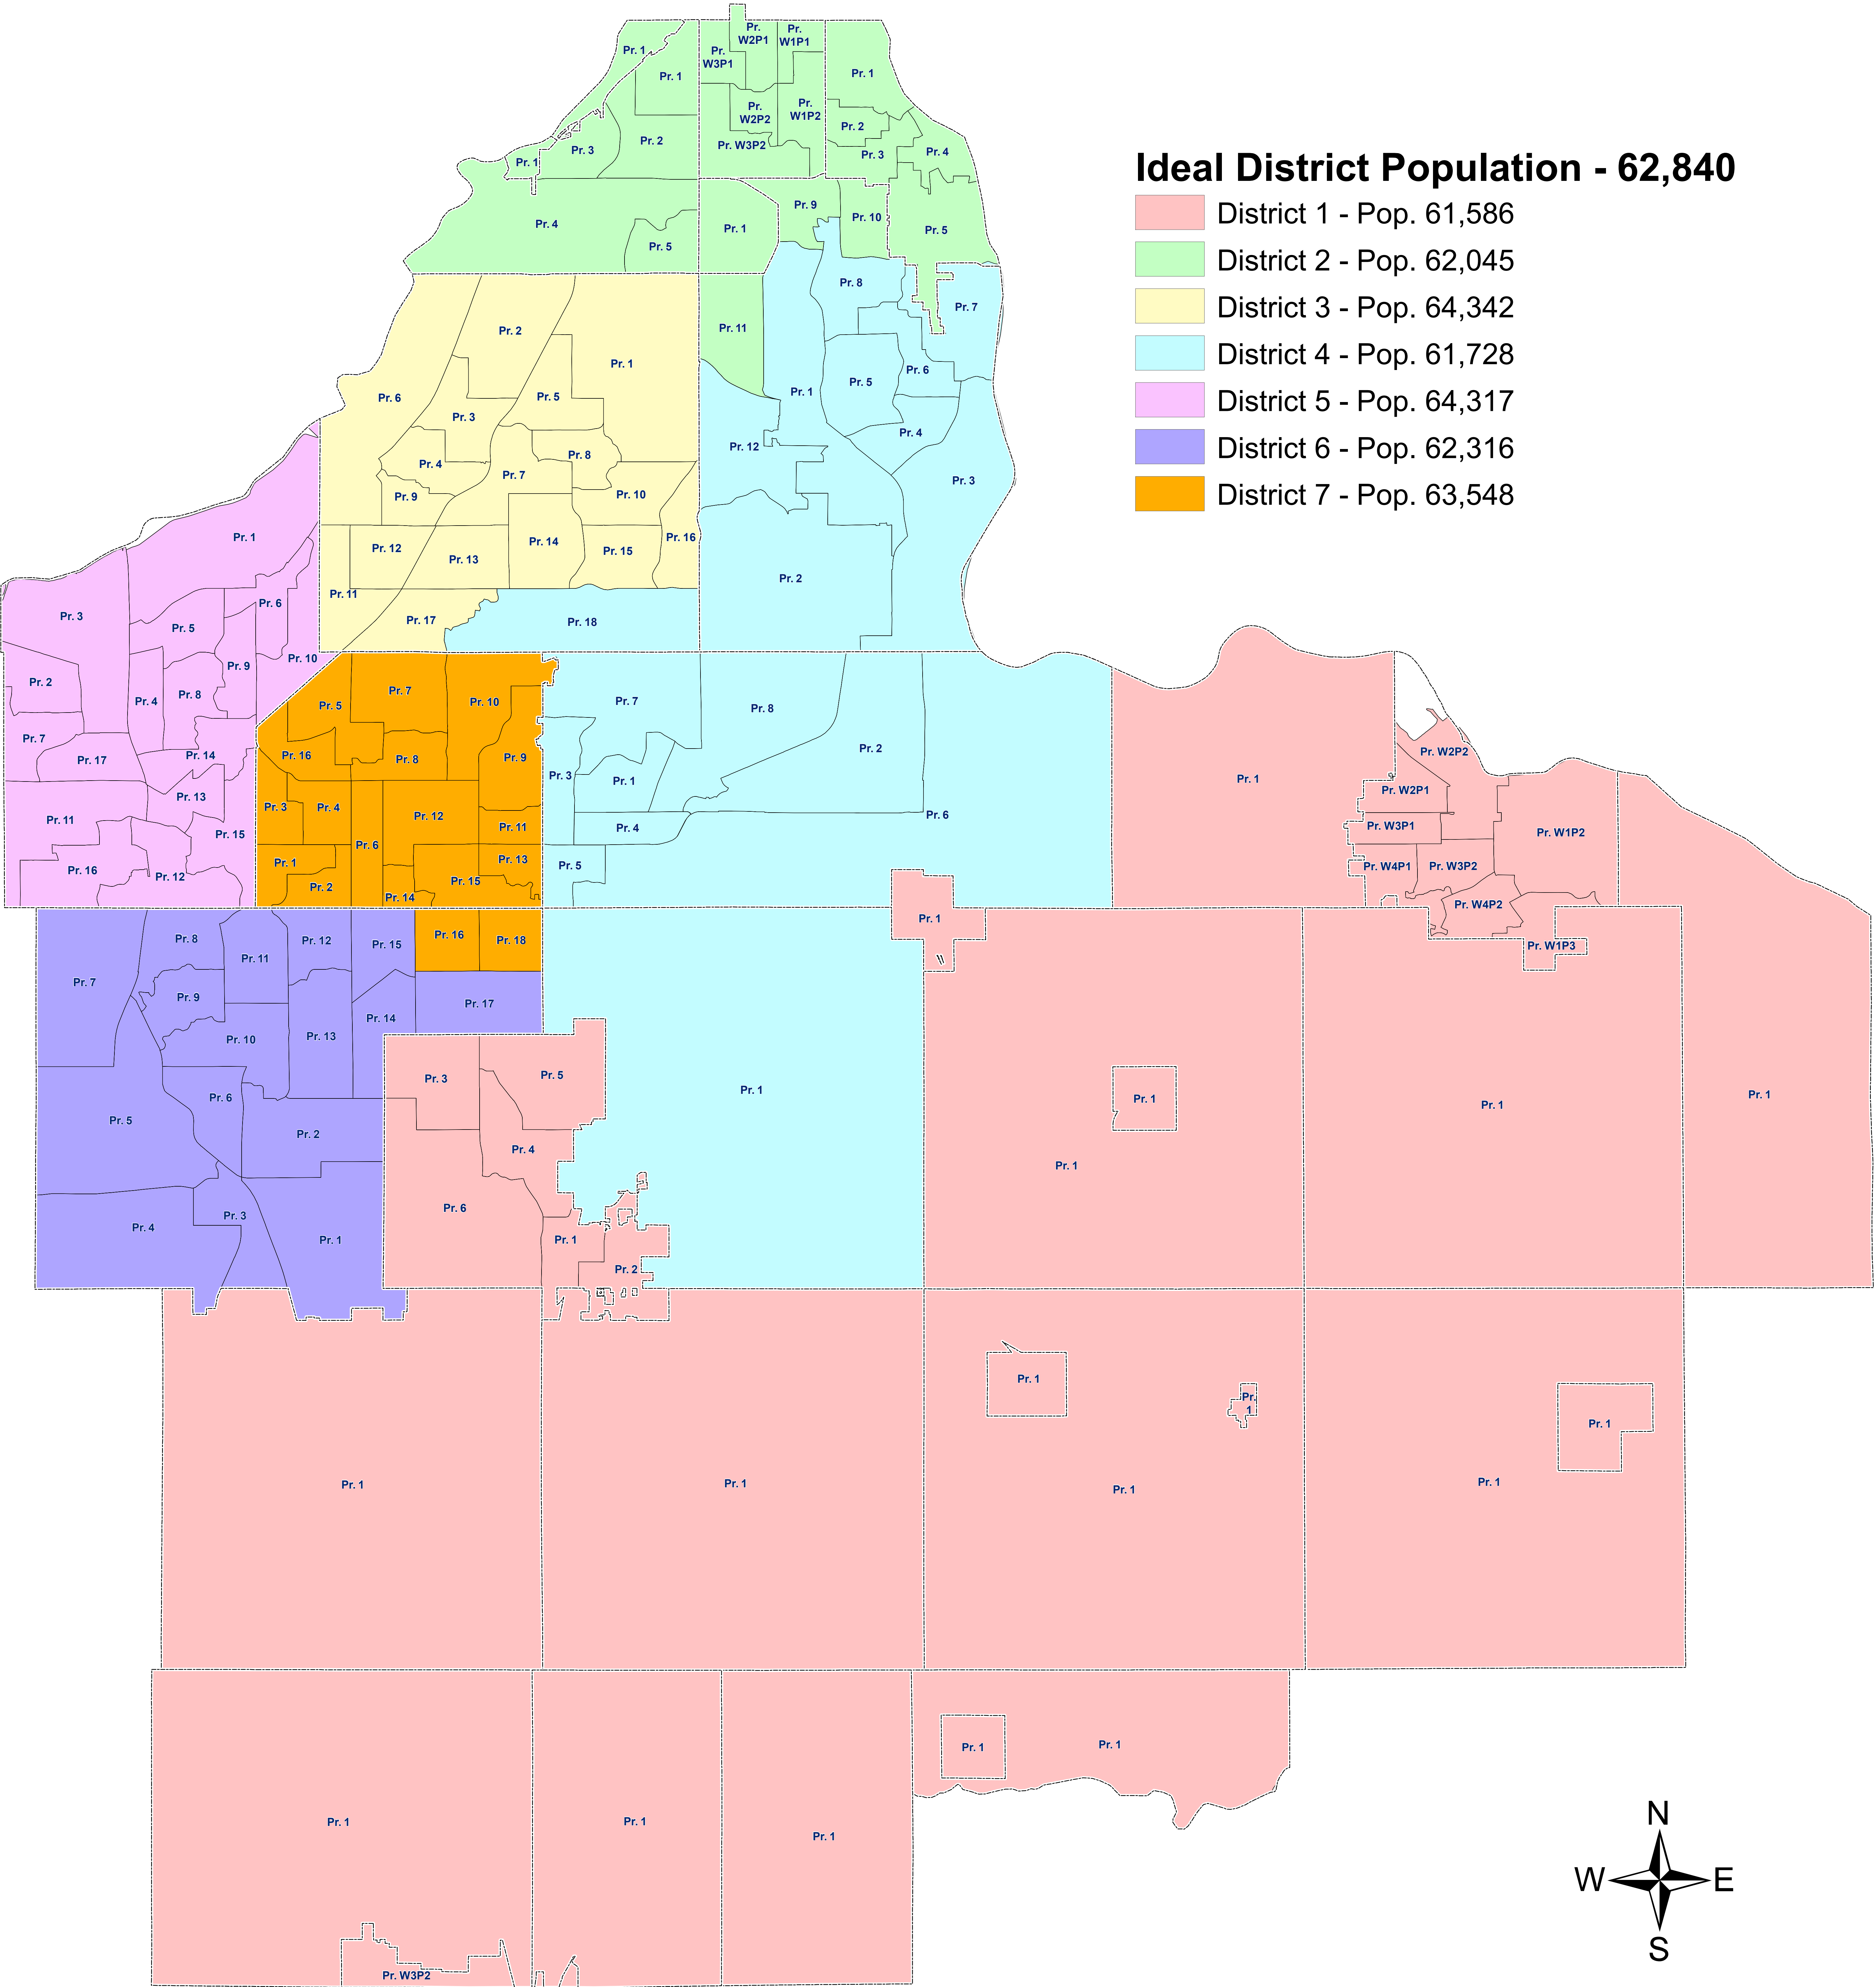 Ideal District Population - 62,840
District 1 - Pop. 61,586
District 2 - Pop. 62,045
District 3 - Pop. 64,342
District 4 - Pop. 61,728
District 5 - Pop. 64,317
District 6 - Pop. 62,316
District 7 - Pop. 63,548
Pr. 1
Pr. 1
Pr. 3
Pr. 2
Pr. 1
Pr. 4
Pr. 5
Pr.
W3P1
Pr.
W2P1
Pr.
W1P1
Pr.
W2P2
Pr.
W1P2
Pr. W3P2
Pr. 1
Pr. 2
Pr. 3
Pr. 4
Pr. 5
Pr. 1
Pr. 9
Pr. 10
Pr. 11
Pr. 8
Pr. 7
Pr. 1
Pr. 5
Pr. 6
Pr. 4
Pr. 12
Pr. 3
Pr. 2
Pr. 2
Pr. 1
Pr. 6
Pr. 5
Pr. 3
Pr. 4
Pr. 8
Pr. 7
Pr. 9
Pr. 10
Pr. 12
Pr. 13
Pr. 14
Pr. 15
Pr. 16
Pr. 11
Pr. 17
Pr. 18
Pr. 1
Pr. 3
Pr. 5
Pr. 6
Pr. 10
Pr. 9
Pr. 2
Pr. 4
Pr. 8
Pr. 7
Pr. 17
Pr. 14
Pr. 13
Pr. 11
Pr. 15
Pr. 16
Pr. 12
Pr. 5
Pr. 7
Pr. 10
Pr. 16
Pr. 8
Pr. 9
Pr. 3
Pr. 4
Pr. 12
Pr. 11
Pr. 6
Pr. 1
Pr. 2
Pr. 15
Pr. 13
Pr. 14
Pr. 16
Pr. 18
Pr. 7
Pr. 8
Pr. 2
Pr. 3
Pr. 1
Pr. 4
Pr. 6
Pr. 5
Pr. 1
Pr. 1
Pr. W2P2
Pr. W2P1
Pr. W3P1
Pr. W1P2
Pr. W4P1
Pr. W3P2
Pr. W4P2
Pr. W1P3
Pr. 1
Pr. 7
Pr. 8
Pr. 11
Pr. 12
Pr. 15
Pr. 9
Pr. 17
Pr. 10
Pr. 13
Pr. 14
Pr. 6
Pr. 5
Pr. 2
Pr. 4
Pr. 3
Pr. 1
Pr. 3
Pr. 5
Pr. 4
Pr. 6
Pr. 1
Pr. 2
Pr. 1
Pr. 1
Pr. 1
Pr. 1
Pr. 1
Pr. 1
Pr.
1
Pr. 1
Pr. 1
Pr. 1
Pr. 1
Pr. 1
Pr. 1
Pr. 1
Pr. 1
Pr. 1
Pr. 1
Pr. W3P2
N
W E
S